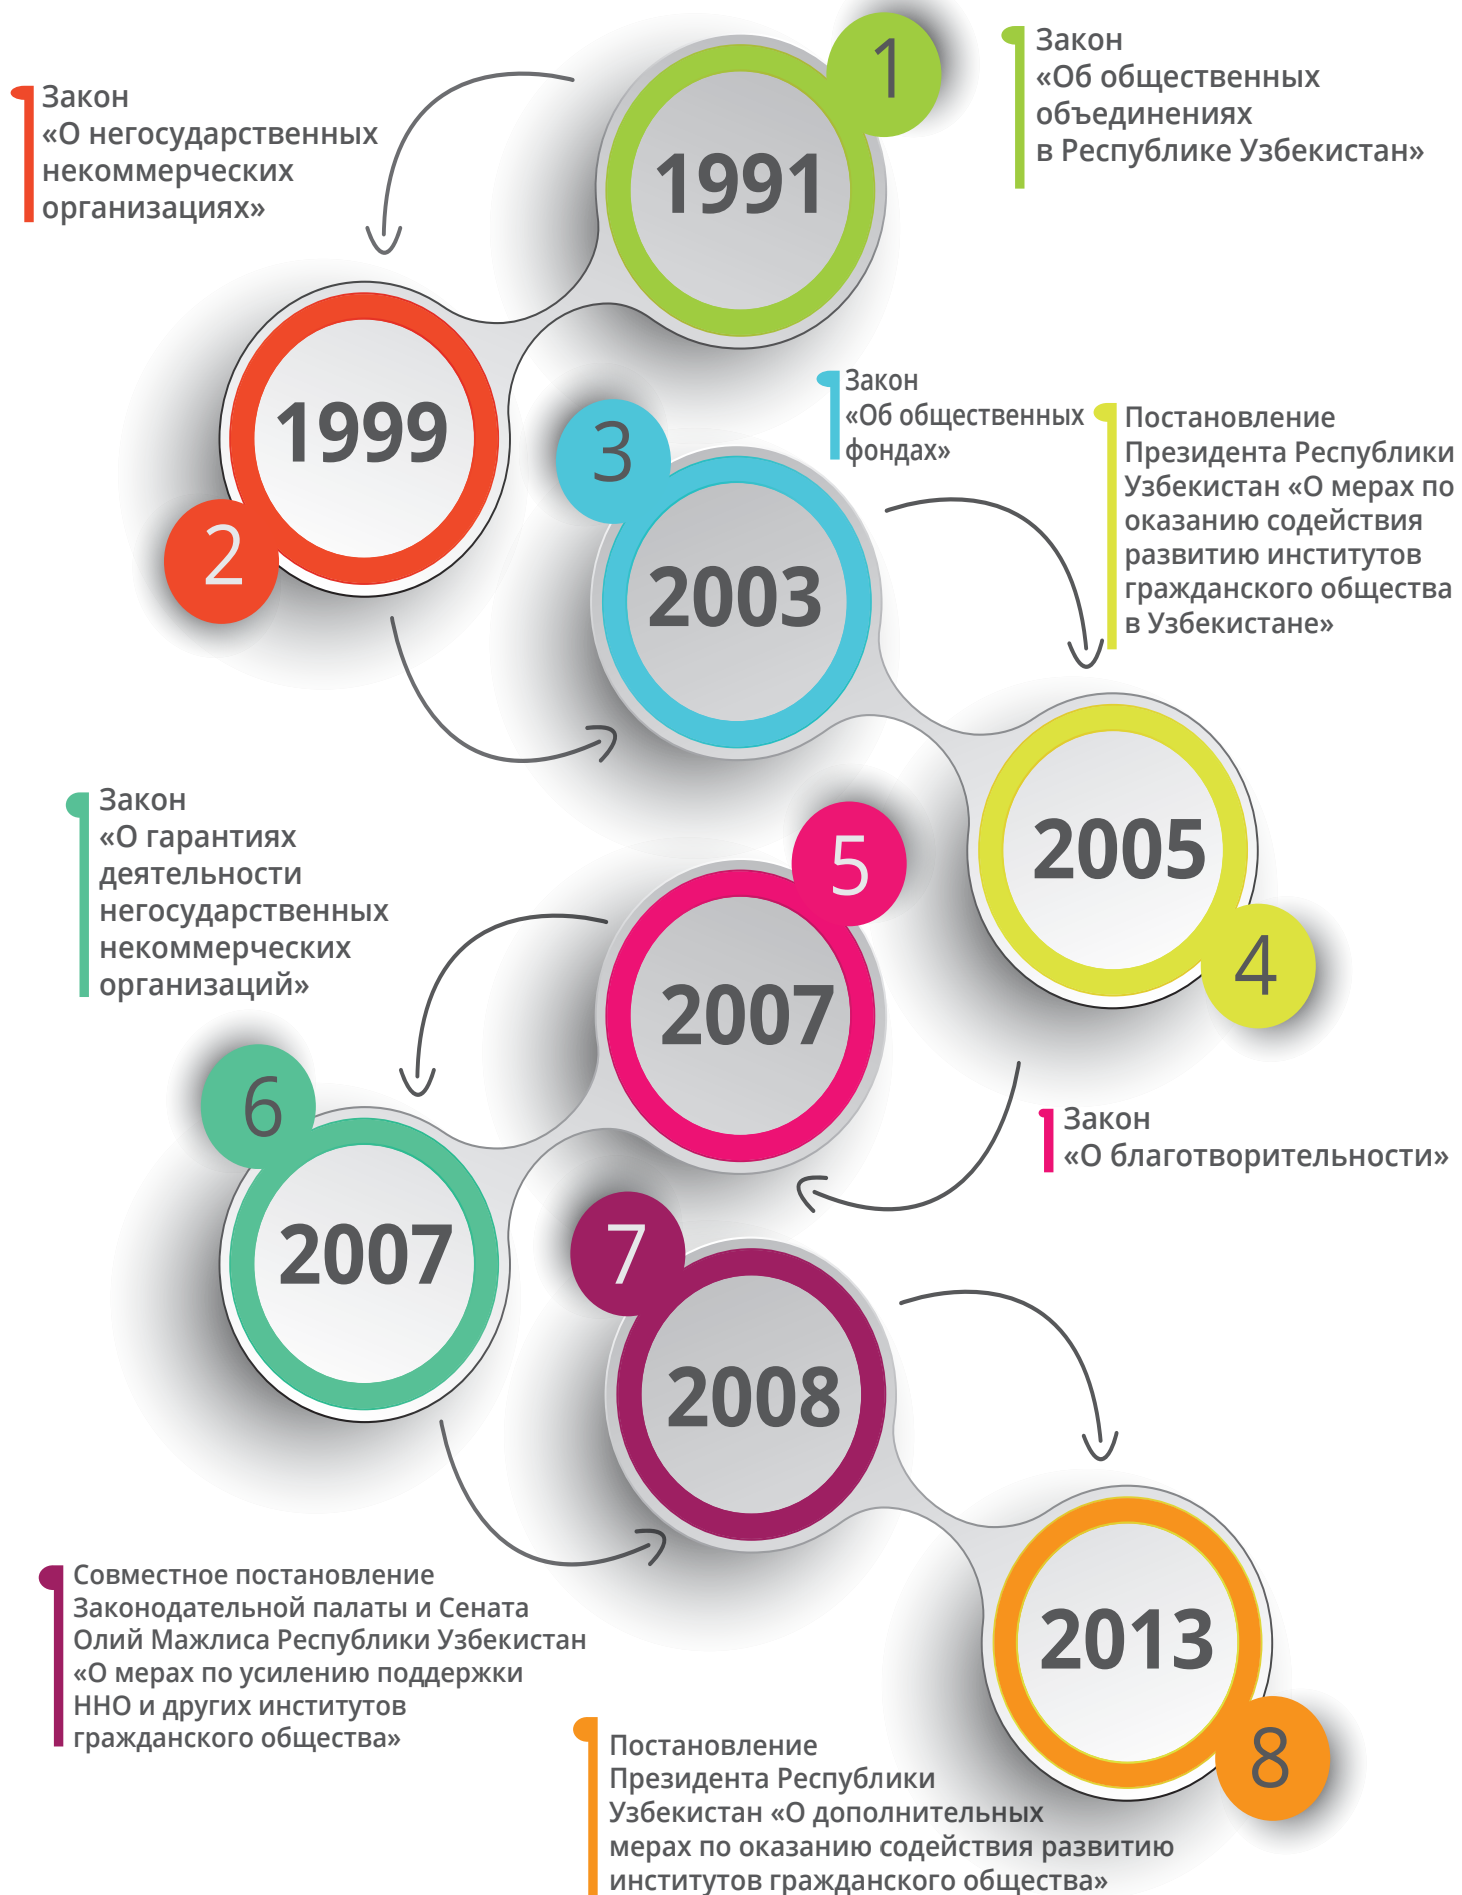 1
1991
Закон
«Об общественных
объединениях
в Республике Узбекистан»
Закон
«О негосударственных
некоммерческих
организациях»
1999
2
3
2003
Закон
«Об общественных
фондах»
Постановление
Президента Республики
Узбекистан «О мерах по
оказанию содействия
развитию институтов
гражданского общества
в Узбекистане»
2005
4
5
2007
Закон
«О благотворительности»
Закон
«О гарантиях
деятельности
негосударственных
некоммерческих
организаций»
6
2007
7
2008
Совместное постановление
Законодательной палаты и Сената
Олий Мажлиса Республики Узбекистан
«О мерах по усилению поддержки
ННО и других институтов
гражданского общества»
2013
8
Постановление
Президента Республики
Узбекистан «О дополнительных
мерах по оказанию содействия развитию
институтов гражданского общества»